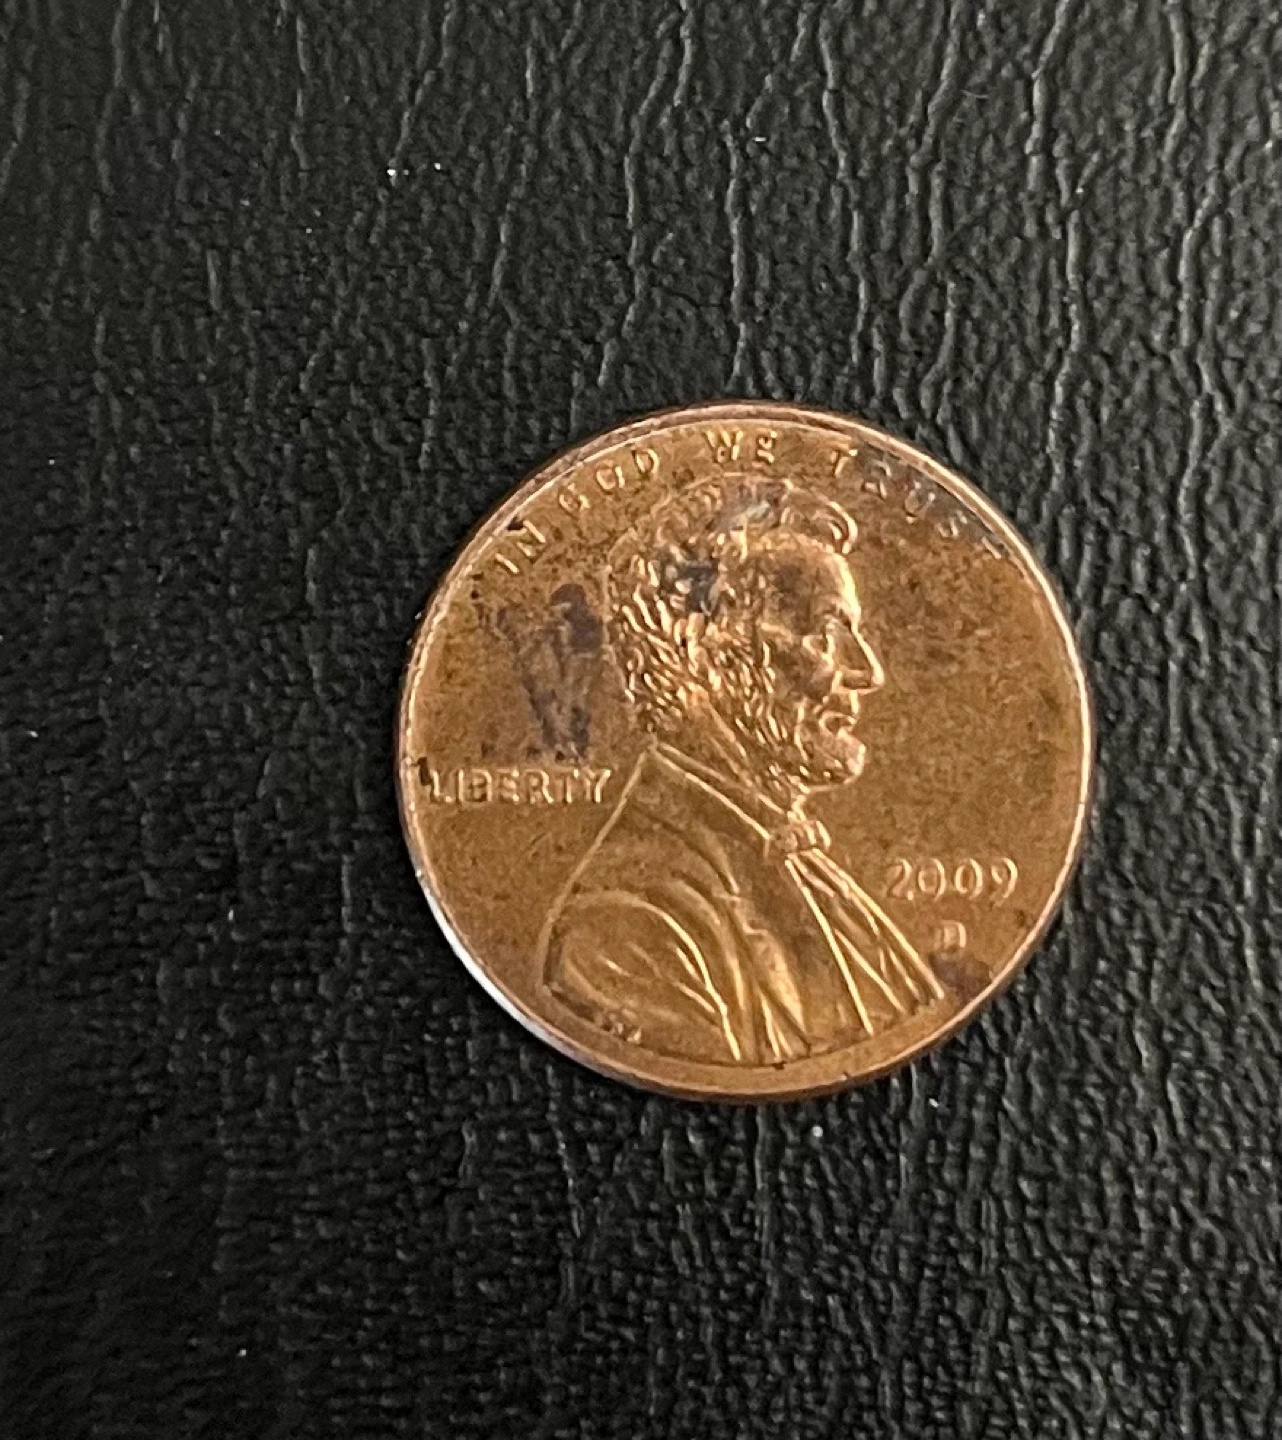 IN GOD WE TRUST
LIBERTY
2009
D